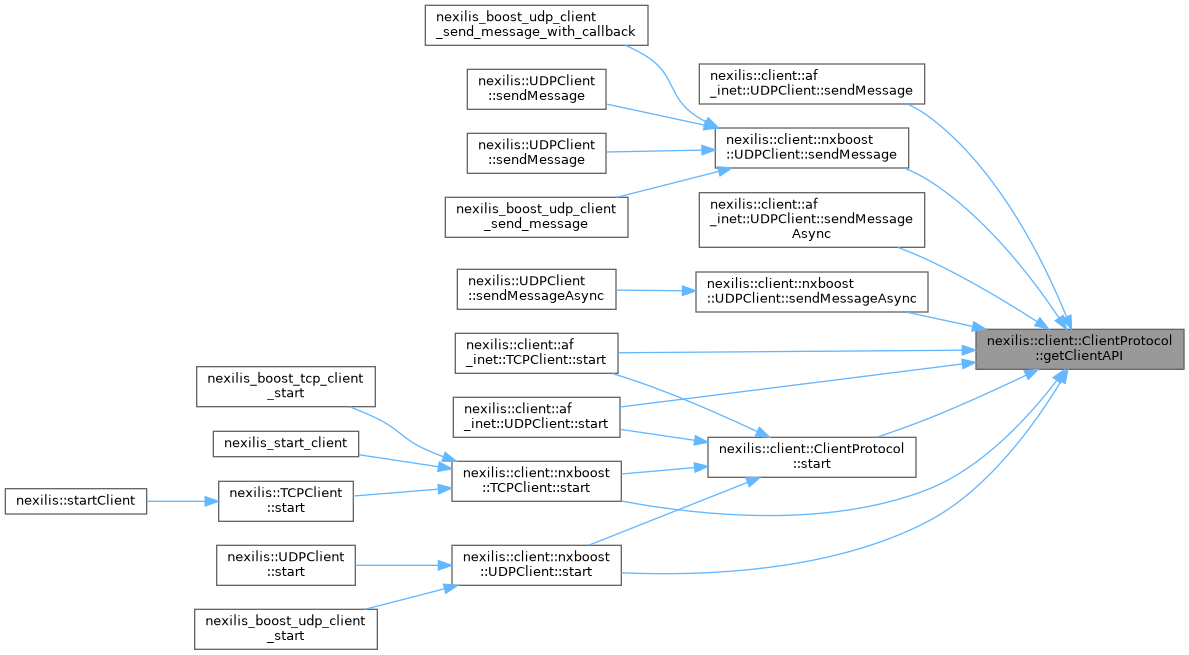 nexilis_boost_udp_client
_send_message_with_callback
nexilis::UDPClient
::sendMessage
nexilis::client::af
_inet::UDPClient::sendMessage
nexilis::client::nxboost
::UDPClient::sendMessage
nexilis::UDPClient
::sendMessage
nexilis_boost_udp_client
_send_message
nexilis::client::af
_inet::UDPClient::sendMessage
Async
nexilis::UDPClient
::sendMessageAsync
nexilis::client::nxboost
::UDPClient::sendMessageAsync
nexilis::client::ClientProtocol
::getClientAPI
nexilis::client::af
_inet::TCPClient::start
nexilis_boost_tcp_client
_start
nexilis::client::af
_inet::UDPClient::start
nexilis_start_client
nexilis::client::ClientProtocol
::start
nexilis::client::nxboost
::TCPClient::start
nexilis::startClient
nexilis::TCPClient
::start
nexilis::UDPClient
::start
nexilis::client::nxboost
::UDPClient::start
nexilis_boost_udp_client
_start